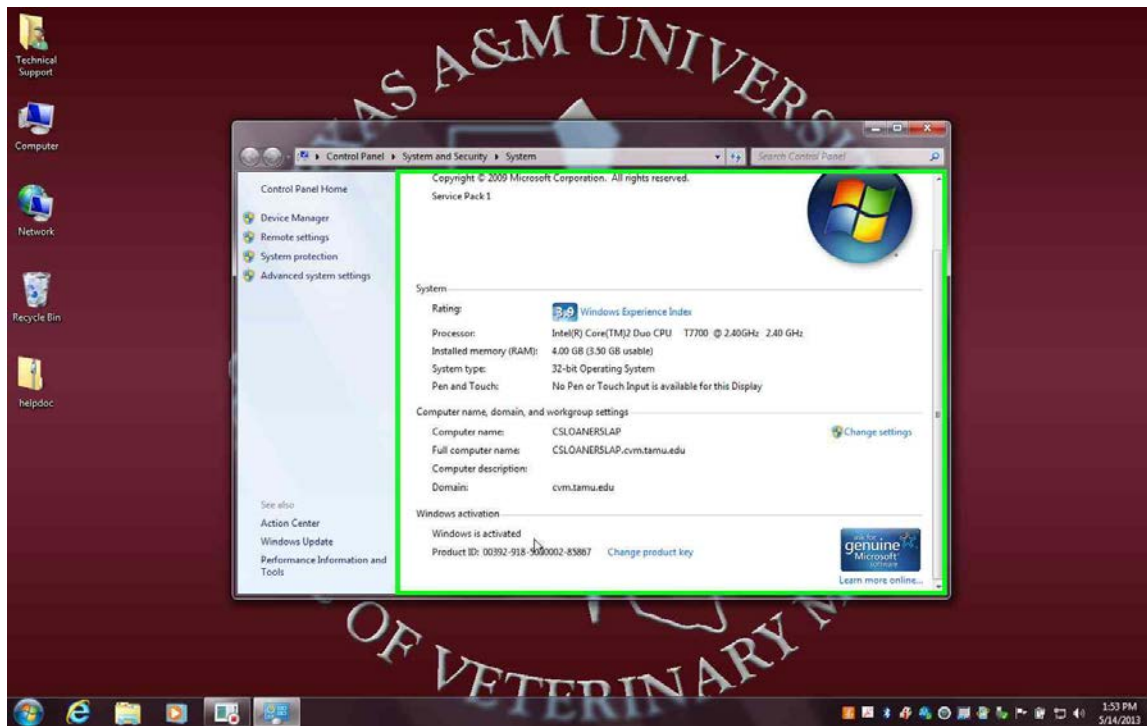 TEXAS A&M UNIVERSITY
Technical
Support
Computer
Network
Recycle Bin
helpdoc
Control Panel ▸ System and Security ▸ System
Search Control Panel
Control Panel Home
Device Manager
Remote settings
System protection
Advanced system settings
See also
Action Center
Windows Update
Performance Information and
Tools
Copyright © 2009 Microsoft Corporation. All rights reserved.
Service Pack 1
System
Rating: 3,9 Windows Experience Index
Processor: Intel(R) Core(TM)2 Duo CPU T7700 @ 2.40GHz 2.40 GHz
Installed memory (RAM): 4.00 GB (3.50 GB usable)
System type: 32-bit Operating System
Pen and Touch: No Pen or Touch Input is available for this Display
Computer name, domain, and workgroup settings
Computer name: CSLOANER5LAP Change settings
Full computer name: CSLOANER5LAP.cvm.tamu.edu
Computer description:
Domain: cvm.tamu.edu
Windows activation
Windows is activated
Product ID: 00392-918-5000002-85867 Change product key
ask for
genuine
Microsoft
software
Learn more online...
OF VETERINARY
1:53 PM
5/14/2013